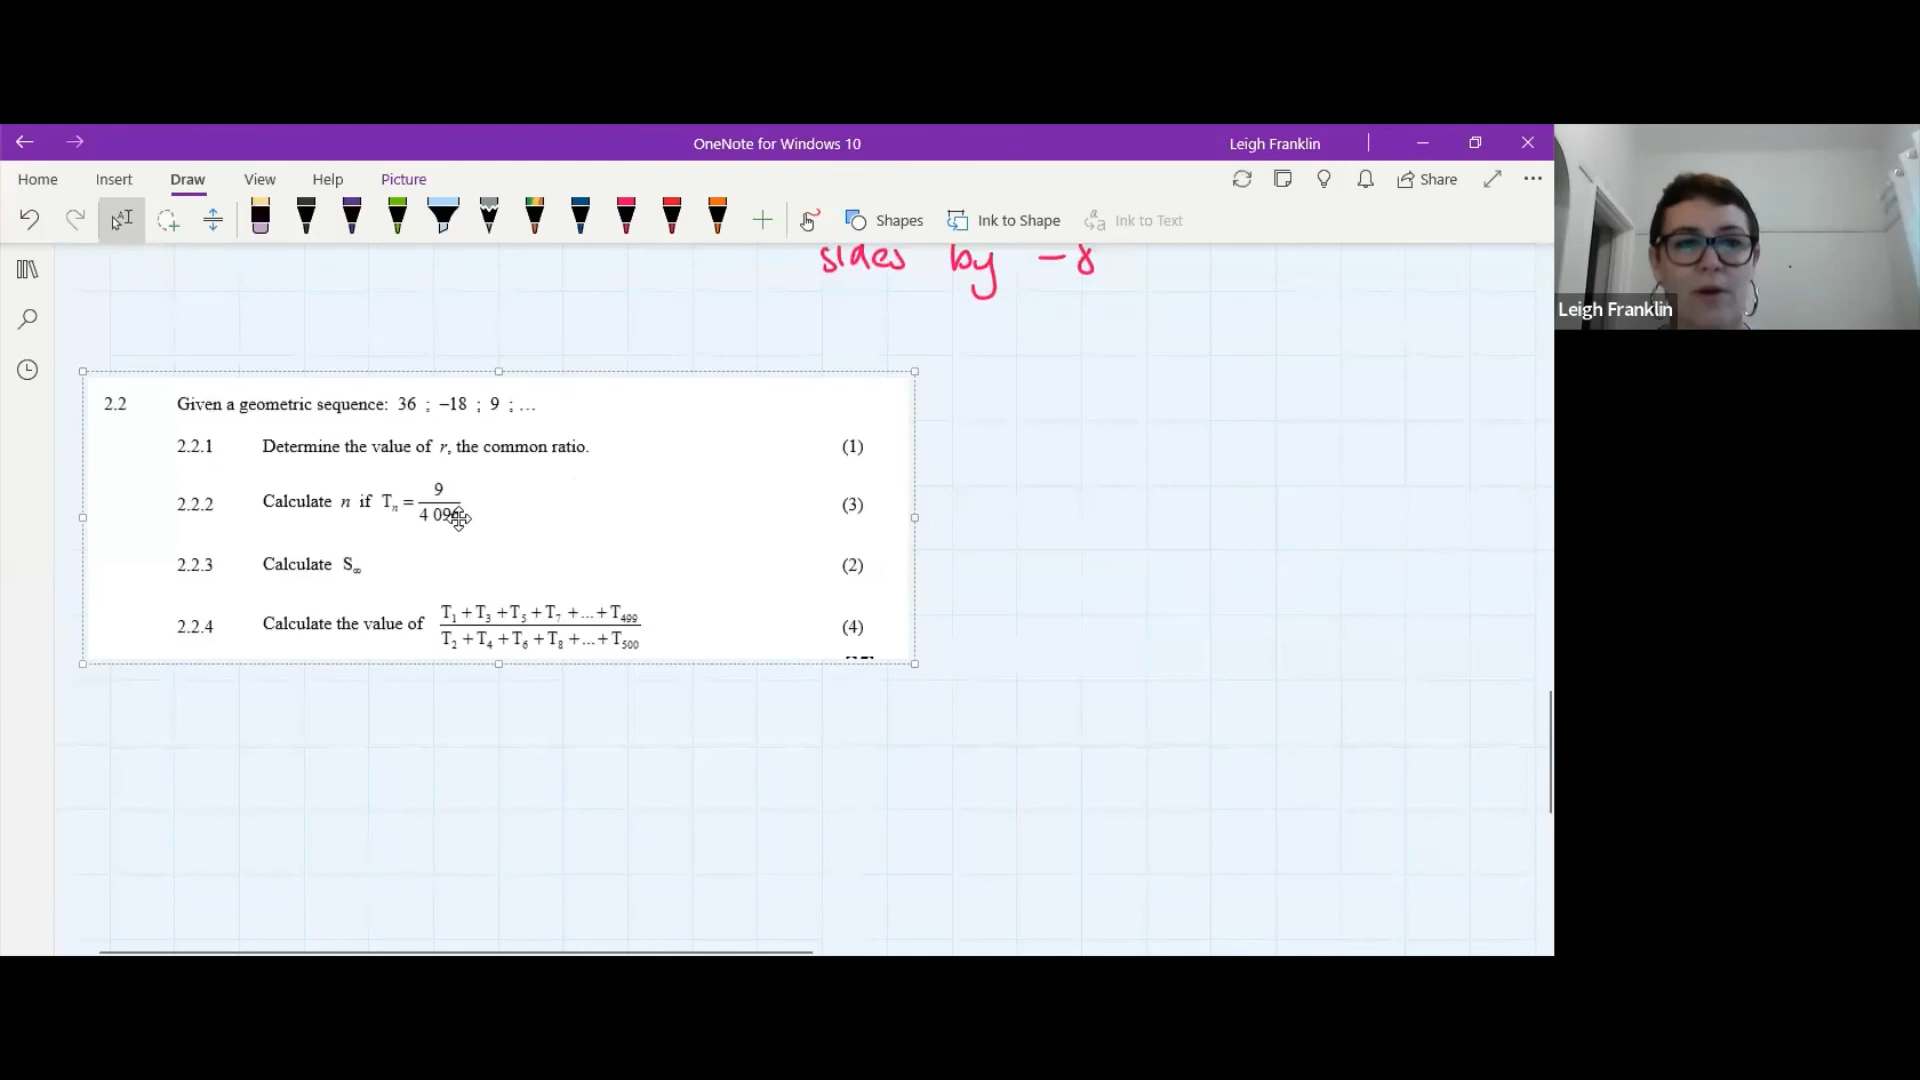 OneNote for Windows 10
Leigh Franklin
Home Insert Draw View Help Picture
Share
Shapes Ink to Shape Ink to Text
sides by -8
2.2 Given a geometric sequence: 36 ; −18 ; 9 ; …
2.2.1 Determine the value of r, the common ratio. (1)
2.2.2 Calculate n if Tₙ = 9/4 096 (3)
2.2.3 Calculate S∞ (2)
2.2.4 Calculate the value of (T₁ + T₃ + T₅ + T₇ + ... + T₄₉₉)/(T₂ + T₄ + T₆ + T₈ + ... + T₅₀₀) (4)
Leigh Franklin